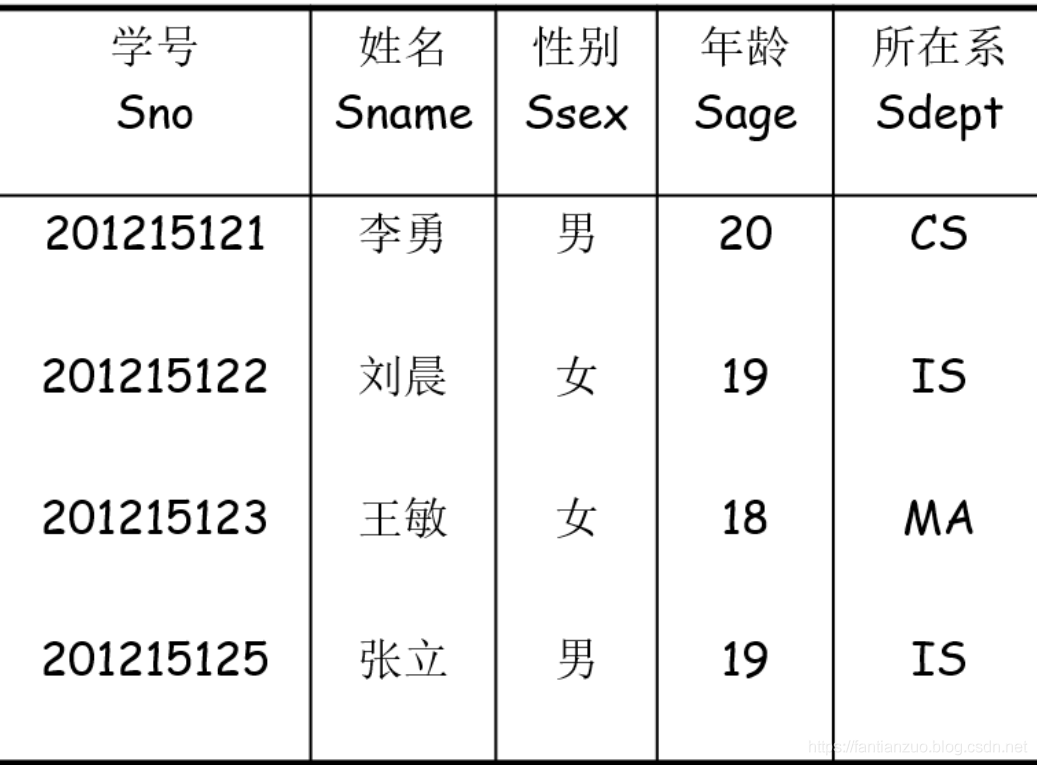 学号 姓名 性别 年龄 所在系
Sno Sname Ssex Sage Sdept
201215121 李勇 男 20 CS
201215122 刘晨 女 19 IS
201215123 王敏 女 18 MA
201215125 张立 男 19 IS
https://fantianzuo.blog.csdn.net